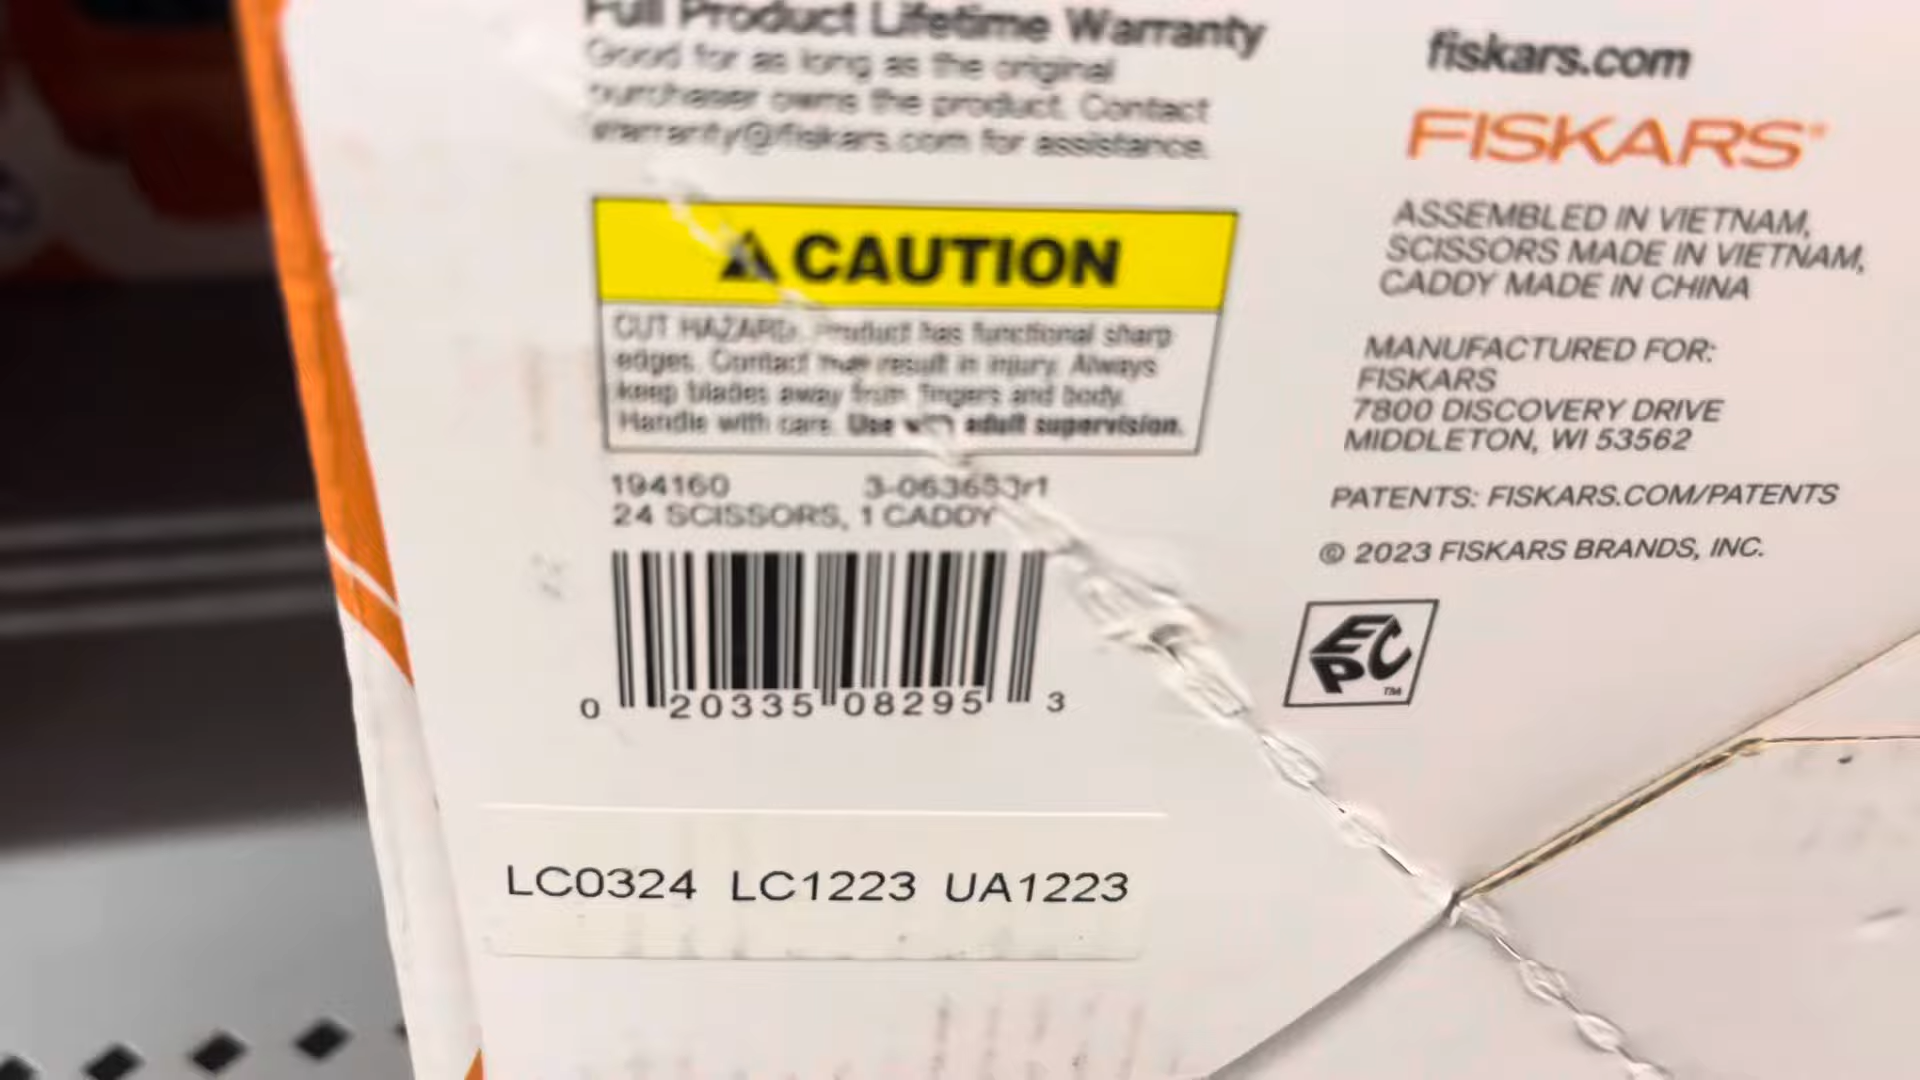 Full Product Lifetime Warranty
Good for as long as the original
purchaser owns the product. Contact
warranty@fiskars.com for assistance.
CAUTION
CUT HAZARD. Product has functional sharp
edges. Contact may result in injury. Always
keep blades away from fingers and body.
Handle with care. Use with adult supervision.
194160 3-063653r1
24 SCISSORS, 1 CADDY
0 20335 08295 3
LC0324 LC1223 UA1223
fiskars.com
FISKARS®
ASSEMBLED IN VIETNAM,
SCISSORS MADE IN VIETNAM,
CADDY MADE IN CHINA
MANUFACTURED FOR:
FISKARS
7800 DISCOVERY DRIVE
MIDDLETON, WI 53562
PATENTS: FISKARS.COM/PATENTS
© 2023 FISKARS BRANDS, INC.
EPC™